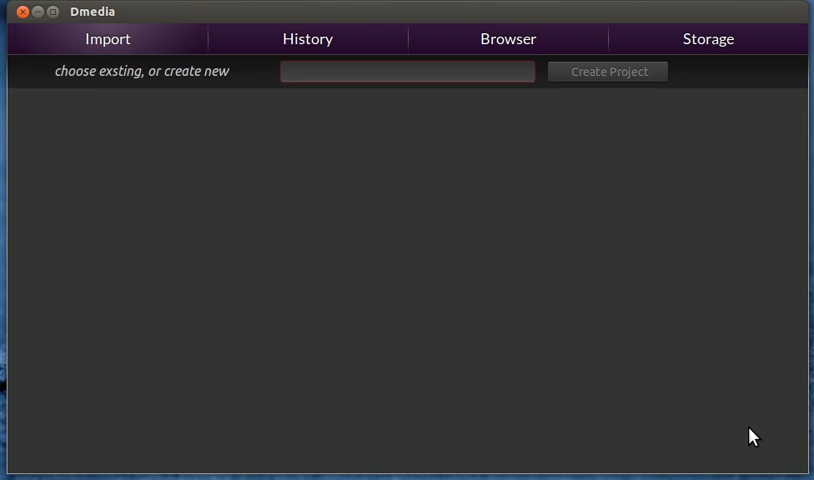 Dmedia
Import History Browser Storage
choose exsting, or create new Create Project